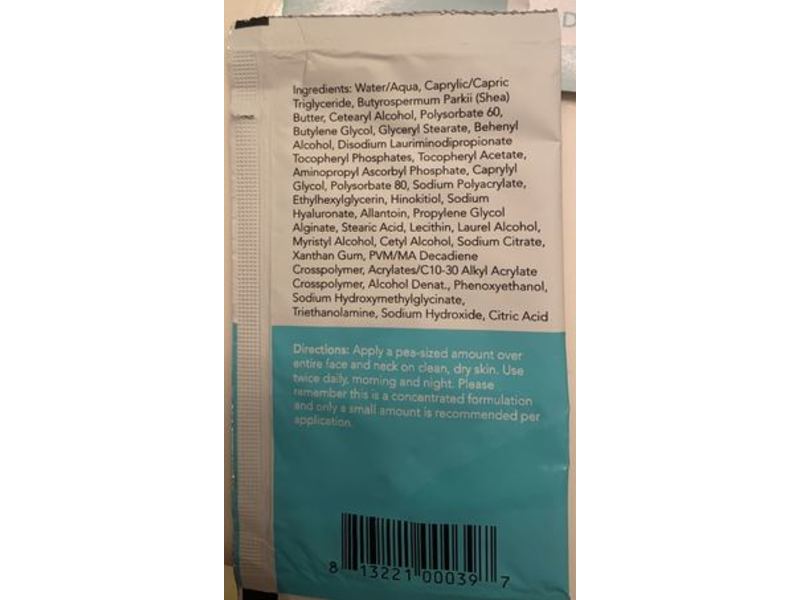 D
Ingredients: Water/Aqua, Caprylic/Capric
Triglyceride, Butyrospermum Parkii (Shea)
Butter, Cetearyl Alcohol, Polysorbate 60,
Butylene Glycol, Glyceryl Stearate, Behenyl
Alcohol, Disodium Lauriminodipropionate
Tocopheryl Phosphates, Tocopheryl Acetate,
Aminopropyl Ascorbyl Phosphate, Caprylyl
Glycol, Polysorbate 80, Sodium Polyacrylate,
Ethylhexylglycerin, Hinokitiol, Sodium
Hyaluronate, Allantoin, Propylene Glycol
Alginate, Stearic Acid, Lecithin, Laurel Alcohol,
Myristyl Alcohol, Cetyl Alcohol, Sodium Citrate,
Xanthan Gum, PVM/MA Decadiene
Crosspolymer, Acrylates/C10-30 Alkyl Acrylate
Crosspolymer, Alcohol Denat., Phenoxyethanol,
Sodium Hydroxymethylglycinate,
Triethanolamine, Sodium Hydroxide, Citric Acid
Directions: Apply a pea-sized amount over
entire face and neck on clean, dry skin. Use
twice daily, morning and night. Please
remember this is a concentrated formulation
and only a small amount is recommended per
application.
8 13221 00039 7